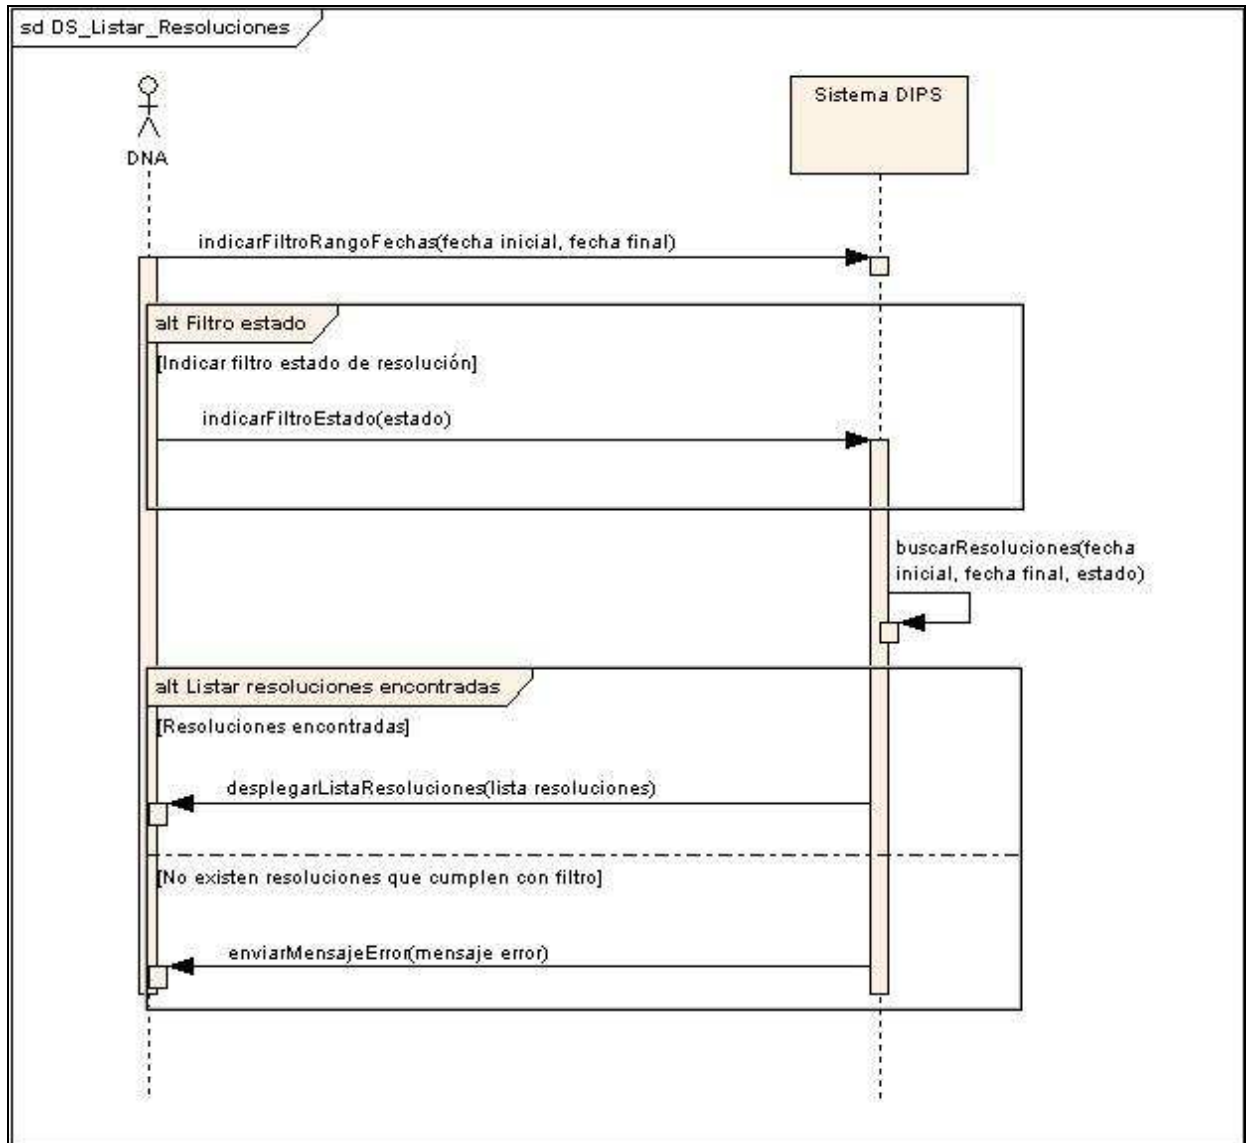 sd DS_Listar_Resoluciones
Sistema DIPS
DNA
indicarFiltroRangoFechas(fecha inicial, fecha final)
alt Filtro estado
[Indicar filtro estado de resolución]
indicarFiltroEstado(estado)
buscarResoluciones(fecha
inicial, fecha final, estado)
alt Listar resoluciones encontradas
[Resoluciones encontradas]
desplegarListaResoluciones(lista resoluciones)
[No existen resoluciones que cumplen con filtro]
enviarMensajeError(mensaje error)